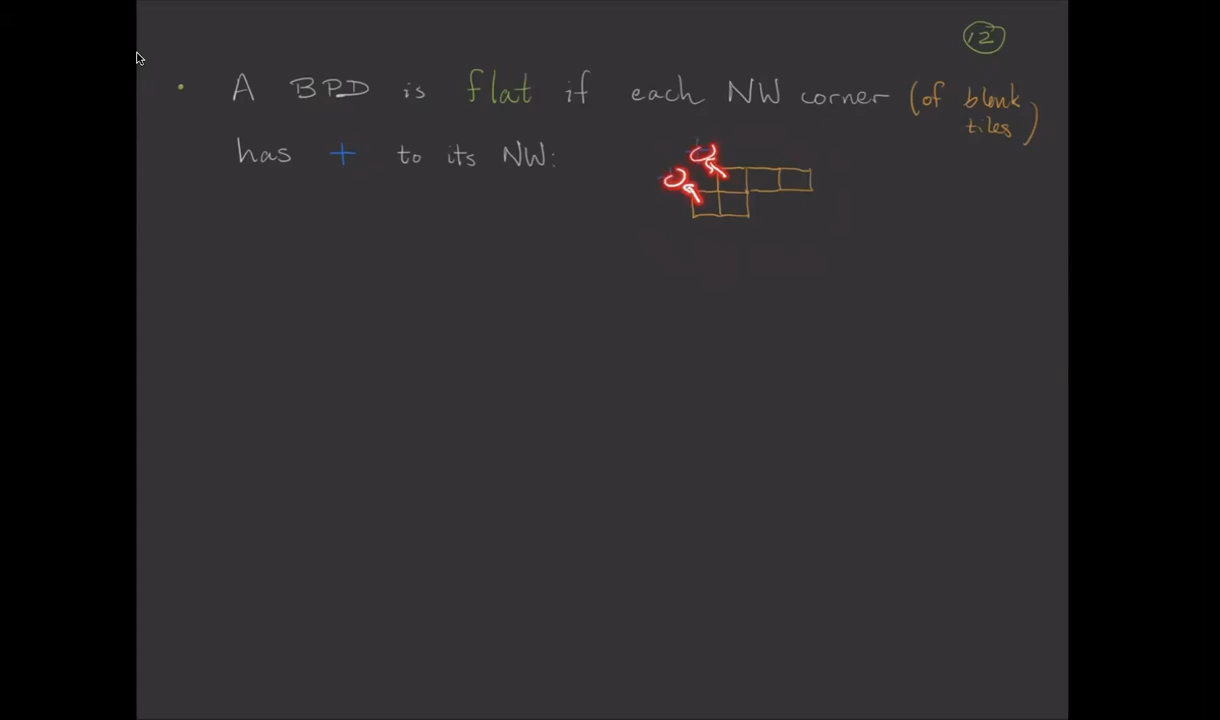 12
• A BPD is flat if each NW corner (of blank
tiles)
has + to its NW: